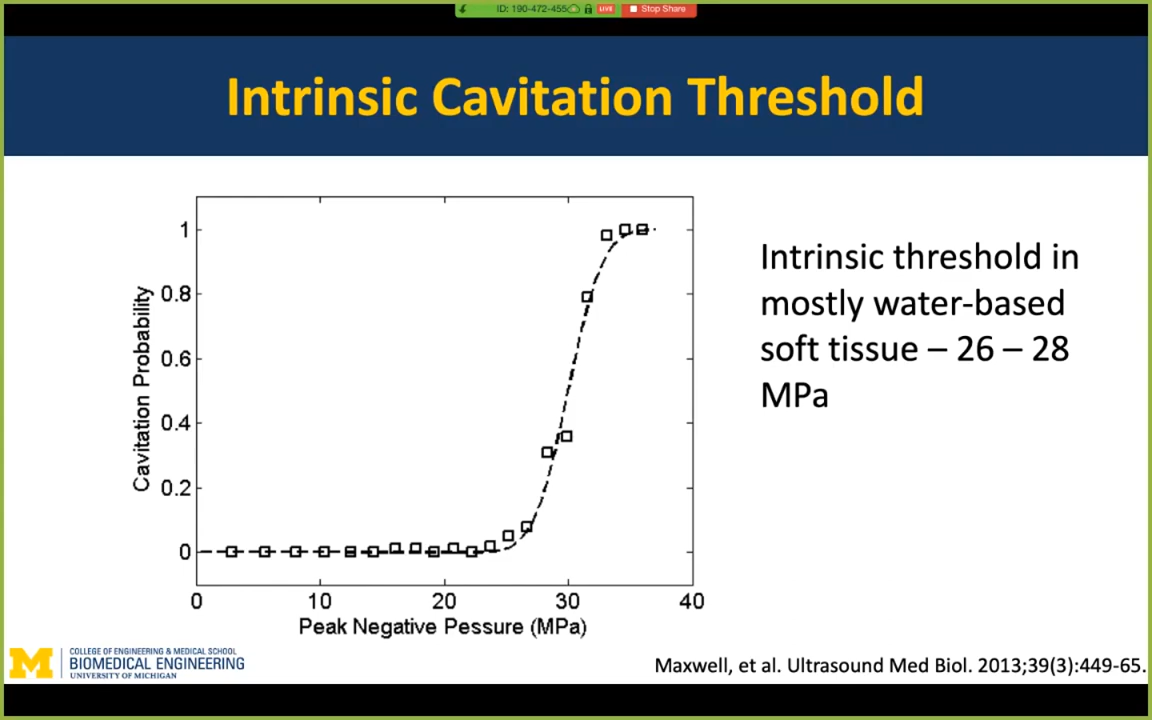 ID: 190-472-455
LIVE
Stop Share
Intrinsic Cavitation Threshold
1
0.8
0.6
0.4
0.2
0
Cavitation Probability
0 10 20 30 40
Peak Negative Pessure (MPa)
Intrinsic threshold in
mostly water-based
soft tissue – 26 – 28
MPa
M
COLLEGE OF ENGINEERING & MEDICAL SCHOOL
BIOMEDICAL ENGINEERING
UNIVERSITY OF MICHIGAN
Maxwell, et al. Ultrasound Med Biol. 2013;39(3):449-65.